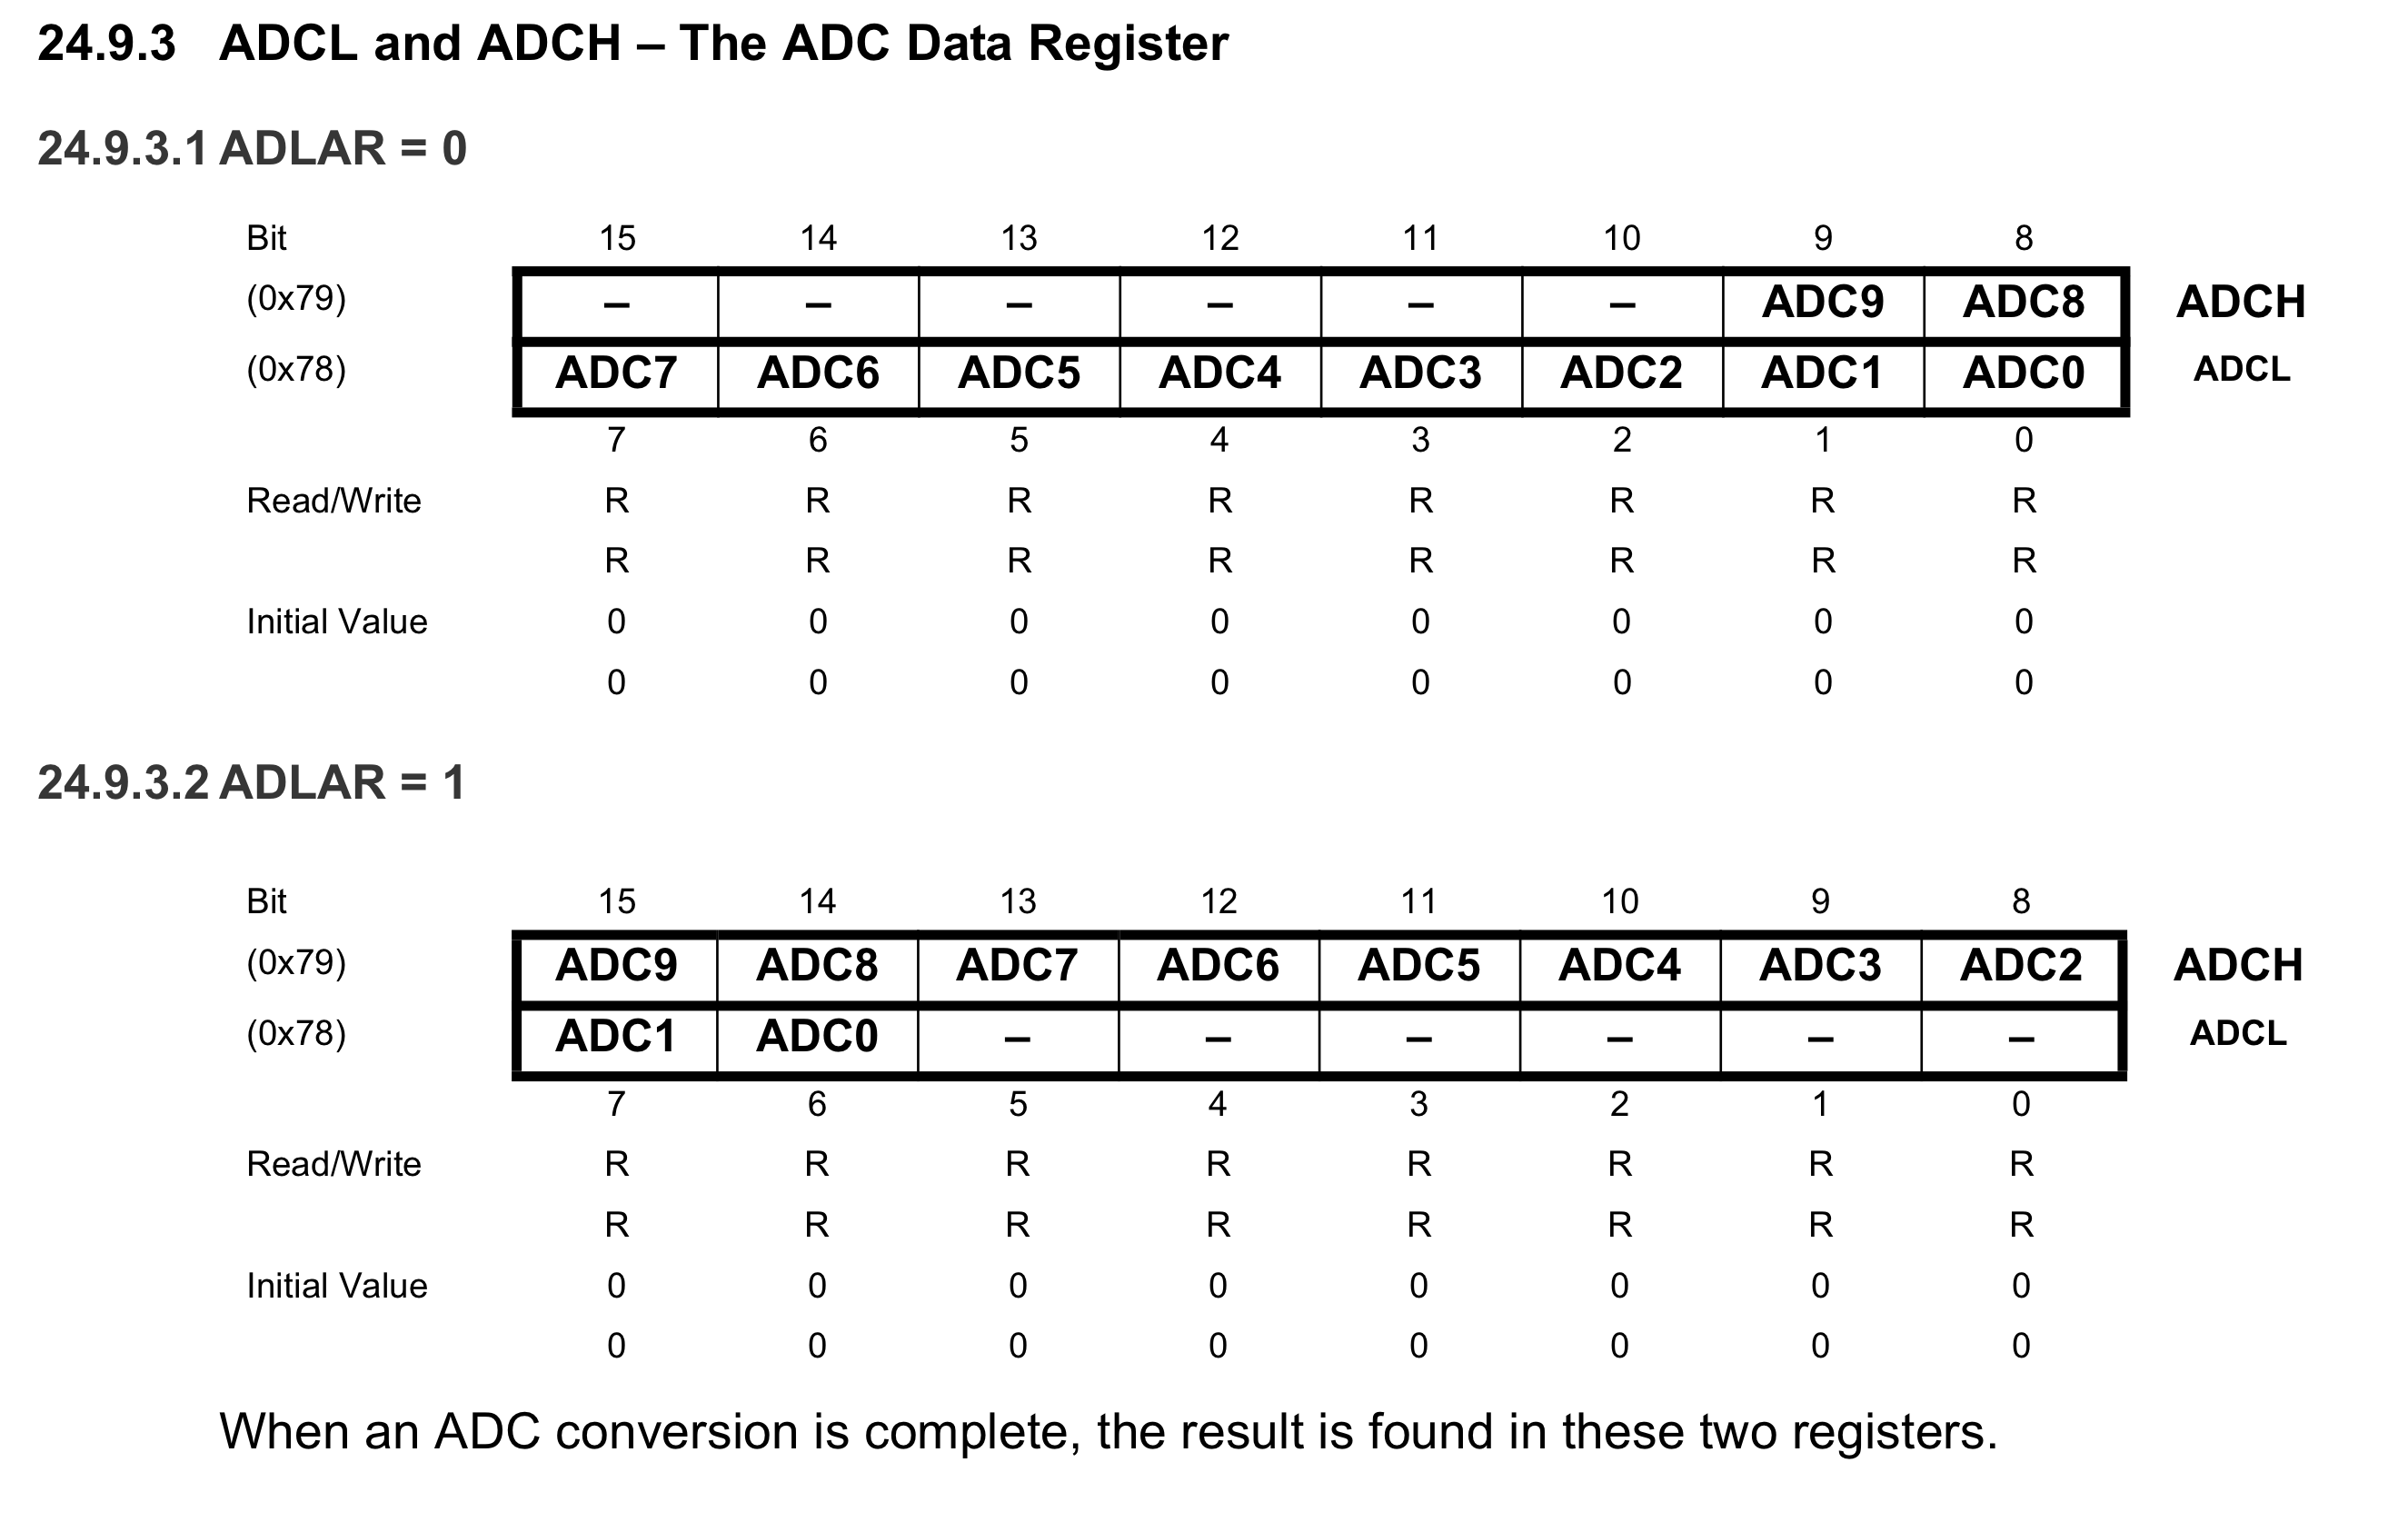 24.9.3 ADCL and ADCH – The ADC Data Register
24.9.3.1 ADLAR = 0
Bit 15 14 13 12 11 10 9 8
(0x79) – – – – – – ADC9 ADC8 ADCH
(0x78) ADC7 ADC6 ADC5 ADC4 ADC3 ADC2 ADC1 ADC0 ADCL
7 6 5 4 3 2 1 0
Read/Write R R R R R R R R
R R R R R R R R
Initial Value 0 0 0 0 0 0 0 0
0 0 0 0 0 0 0 0
24.9.3.2 ADLAR = 1
Bit 15 14 13 12 11 10 9 8
(0x79) ADC9 ADC8 ADC7 ADC6 ADC5 ADC4 ADC3 ADC2 ADCH
(0x78) ADC1 ADC0 – – – – – – ADCL
7 6 5 4 3 2 1 0
Read/Write R R R R R R R R
R R R R R R R R
Initial Value 0 0 0 0 0 0 0 0
0 0 0 0 0 0 0 0
When an ADC conversion is complete, the result is found in these two registers.